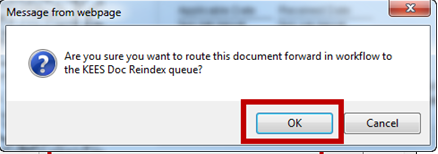 Message from webpage
Are you sure you want to route this document forward in workflow to
the KEES Doc Reindex queue?
OK
Cancel